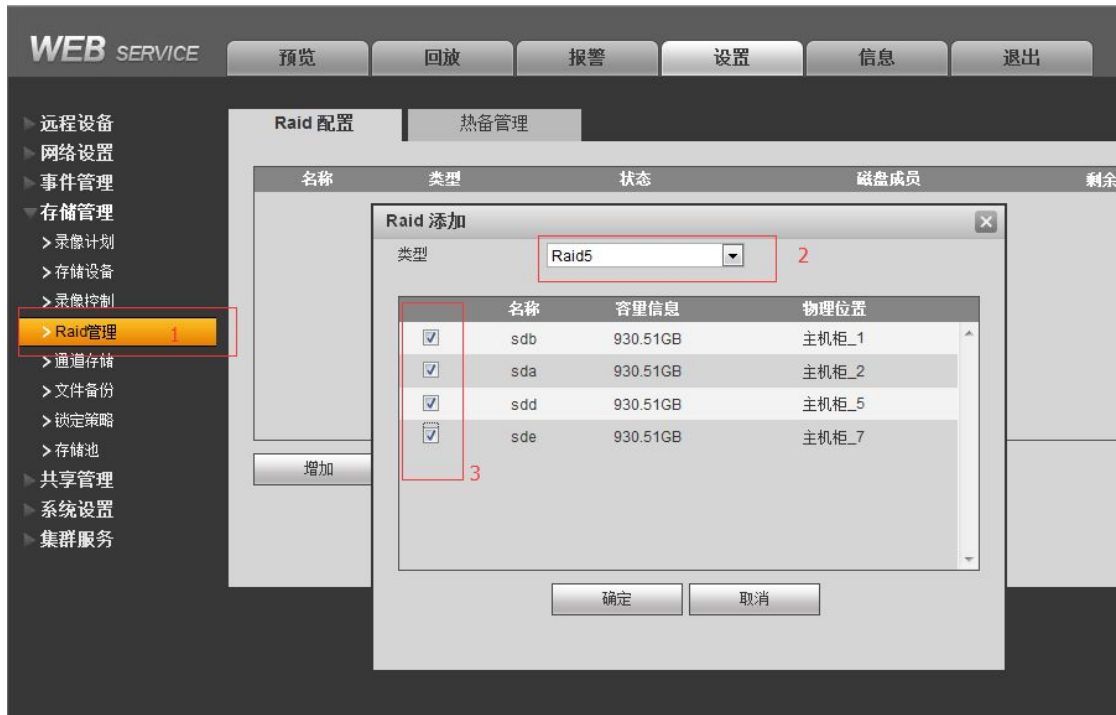 WEB SERVICE
预览 回放 报警 设置 信息 退出
远程设备
网络设置
事件管理
存储管理
>录像计划
>存储设备
>录像控制
>Raid管理 1
>通道存储
>文件备份
>锁定策略
>存储池
共享管理
系统设置
集群服务
Raid 配置 热备管理
名称 类型 状态 磁盘成员 剩余
Raid 添加
类型 Raid5 2
名称 容量信息 物理位置
sdb 930.51GB 主机柜_1
sda 930.51GB 主机柜_2
sdd 930.51GB 主机柜_5
sde 930.51GB 主机柜_7
3
增加
确定 取消